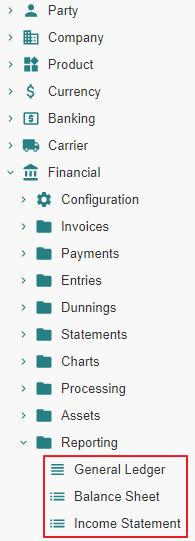 Party
Company
Product
Currency
Banking
Carrier
Financial
Configuration
Invoices
Payments
Entries
Dunnings
Statements
Charts
Processing
Assets
Reporting
General Ledger
Balance Sheet
Income Statement